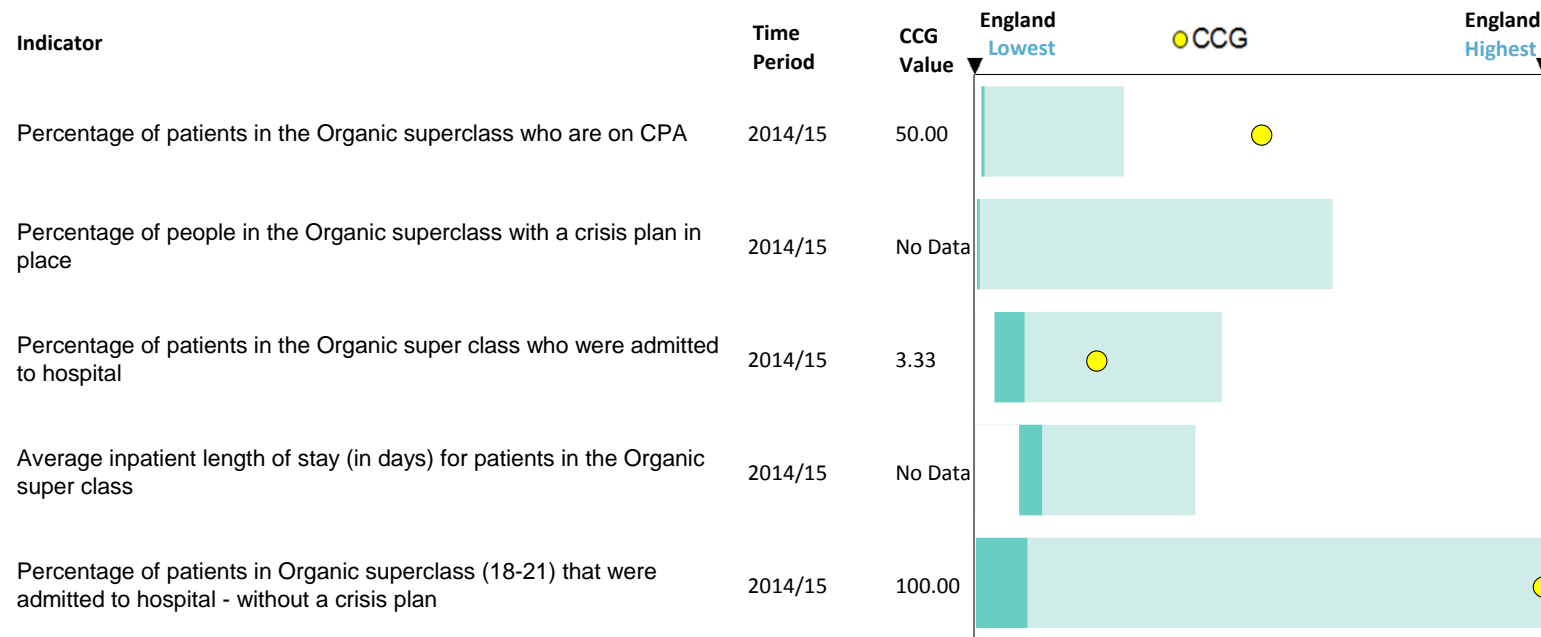 Indicator
Time Period
CCG Value
England Lowest
CCG
England Highest
Percentage of patients in the Organic superclass who are on CPA
2014/15
50.00
Percentage of people in the Organic superclass with a crisis plan in
place
2014/15
No Data
Percentage of patients in the Organic super class who were admitted
to hospital
2014/15
3.33
Average inpatient length of stay (in days) for patients in the Organic
super class
2014/15
No Data
Percentage of patients in Organic superclass (18-21) that were
admitted to hospital - without a crisis plan
2014/15
100.00